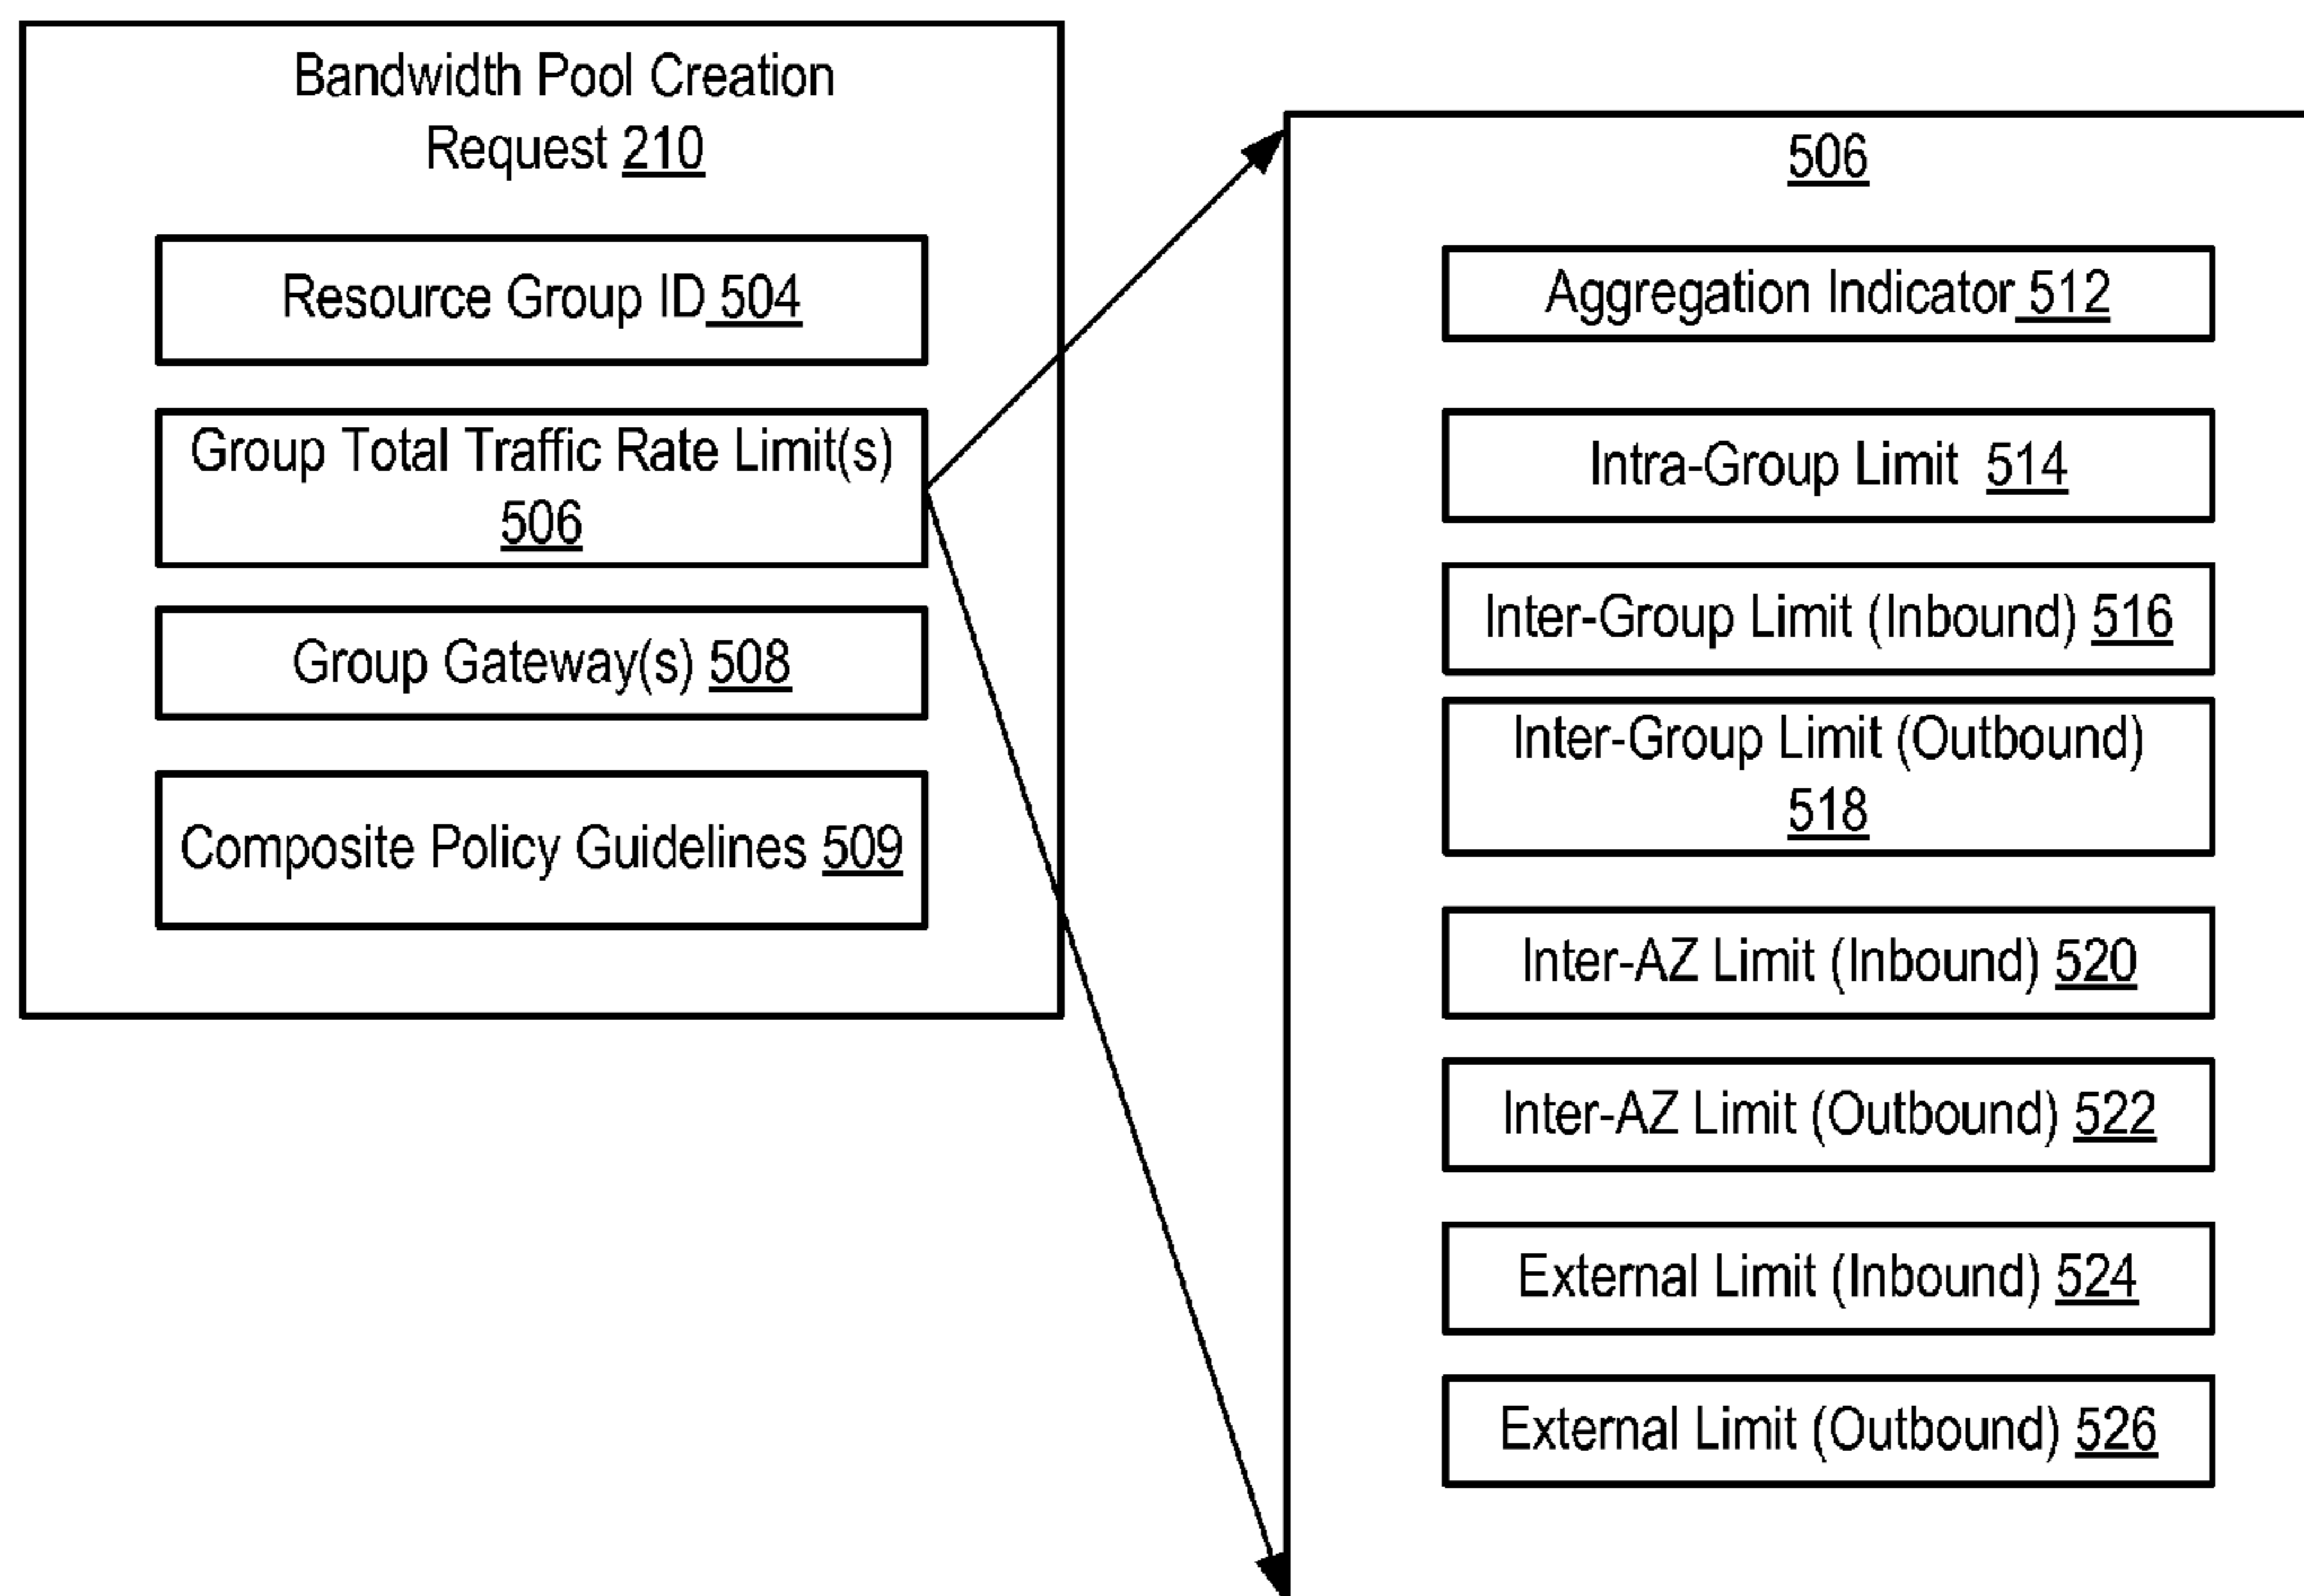 Bandwidth Pool Creation
Request 210
Resource Group ID 504
Group Total Traffic Rate Limit(s)
506
Group Gateway(s) 508
Composite Policy Guidelines 509
506
Aggregation Indicator 512
Intra-Group Limit 514
Inter-Group Limit (Inbound) 516
Inter-Group Limit (Outbound)
518
Inter-AZ Limit (Inbound) 520
Inter-AZ Limit (Outbound) 522
External Limit (Inbound) 524
External Limit (Outbound) 526